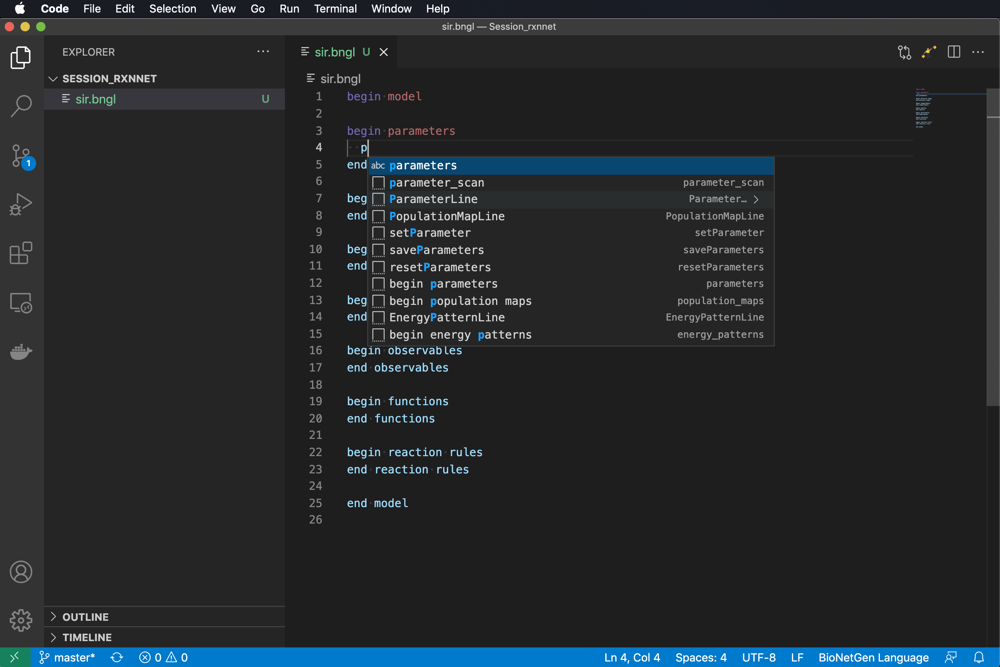 Code File Edit Selection View Go Run Terminal Window Help
sir.bngl — Session_rxnnet
EXPLORER
SESSION_RXNNET
sir.bngl U
1
sir.bngl U
sir.bngl
1 begin model
2
3 begin parameters
4 p
5 end
6
7 beg
8 end
9
10 beg
11 end
12
13 beg
14 end
15
16 begin observables
17 end observables
18
19 begin functions
20 end functions
21
22 begin reaction rules
23 end reaction rules
24
25 end model
26
abc parameters
parameter_scan parameter_scan
ParameterLine Parameter…
PopulationMapLine PopulationMapLine
setParameter setParameter
saveParameters saveParameters
resetParameters resetParameters
begin parameters parameters
begin population maps population_maps
EnergyPatternLine EnergyPatternLine
begin energy patterns energy_patterns
OUTLINE
TIMELINE
master* 0 0 Ln 4, Col 4 Spaces: 4 UTF-8 LF BioNetGen Language